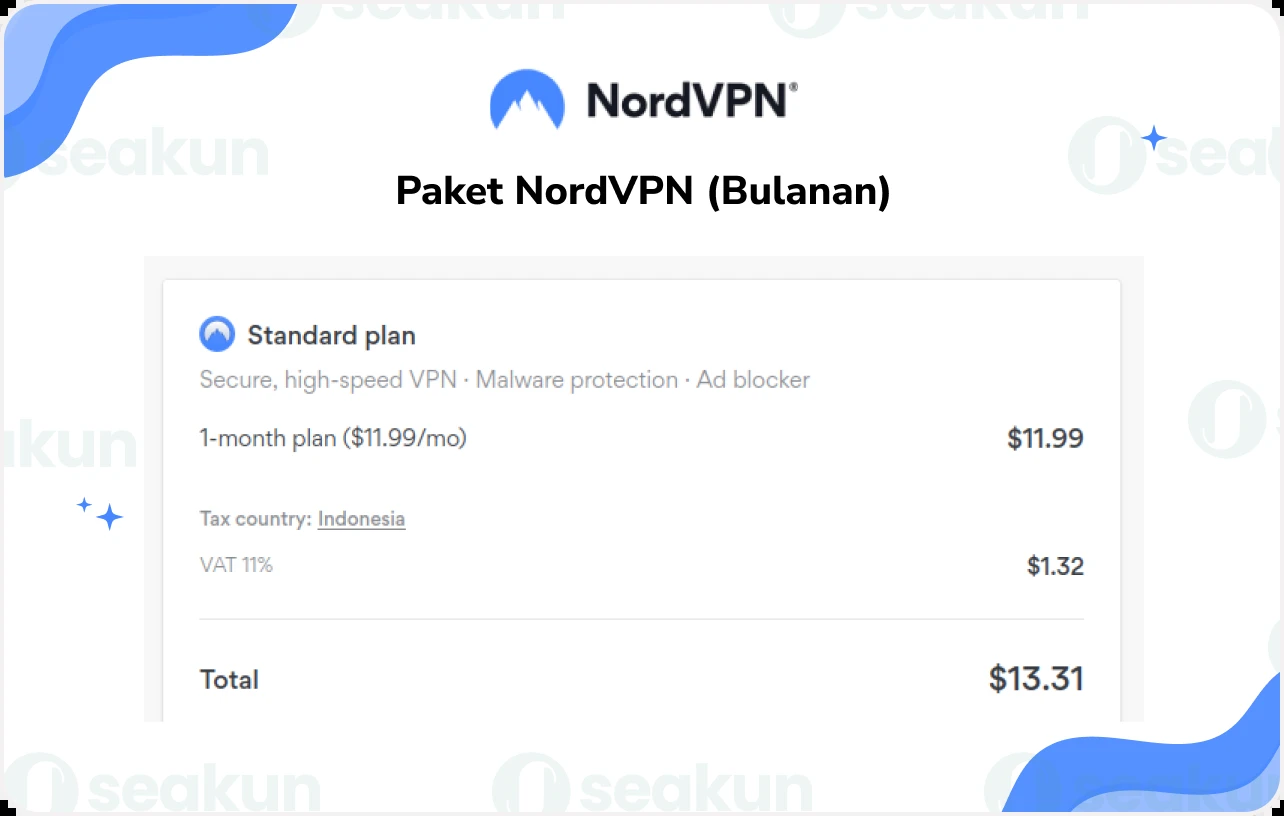 seakun seakun
NordVPN®
seakun sea
Paket NordVPN (Bulanan)
Standard plan
Secure, high-speed VPN · Malware protection · Ad blocker
1-month plan ($11.99/mo) $11.99
akun
Tax country: Indonesia
VAT 11% $1.32
Total $13.31
seakun seakun seakun